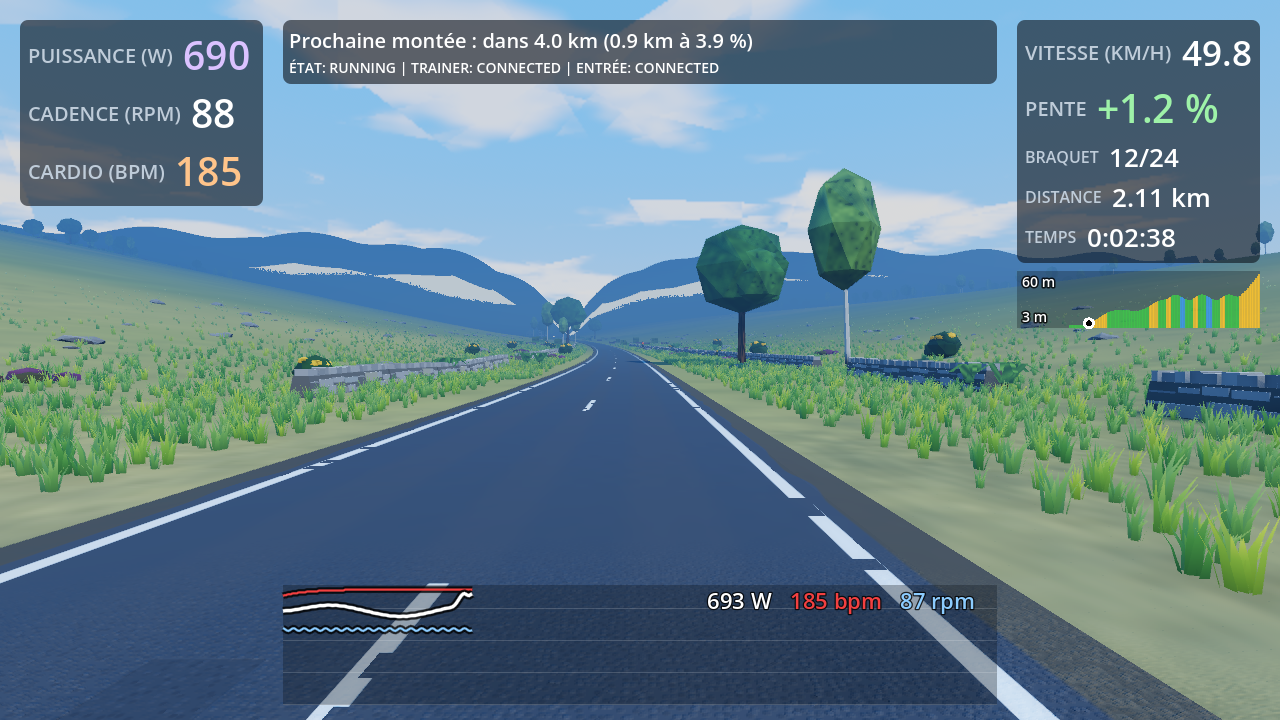 PUISSANCE (W) 690
CADENCE (RPM) 88
CARDIO (BPM) 185
Prochaine montée : dans 4.0 km (0.9 km à 3.9 %)
ÉTAT: RUNNING | TRAINER: CONNECTED | ENTRÉE: CONNECTED
VITESSE (KM/H) 49.8
PENTE +1.2 %
BRAQUET 12/24
DISTANCE 2.11 km
TEMPS 0:02:38
60 m
3 m
693 W 185 bpm 87 rpm